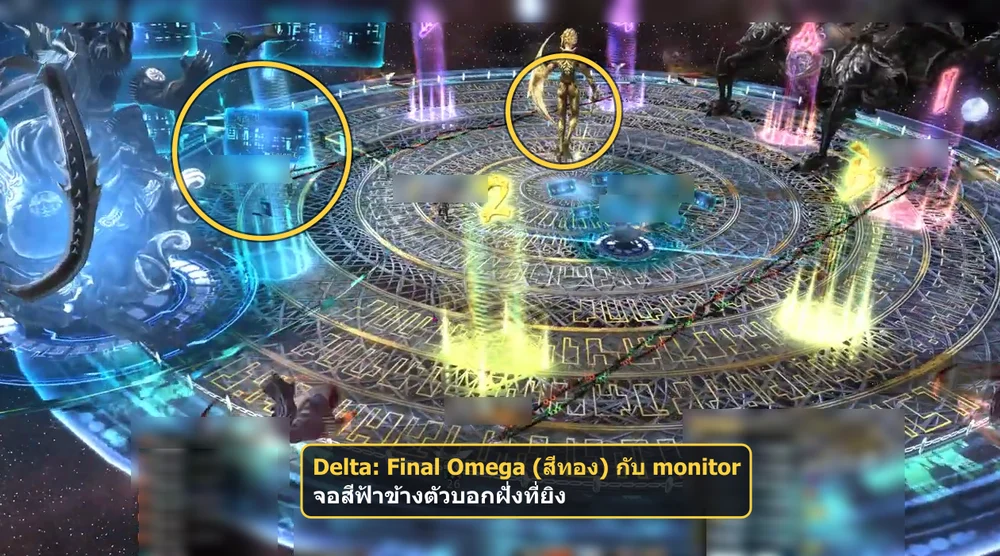 2
Delta: Final Omega (สีทอง) กับ monitor
จอสีฟ้าข้างตัวบอกฝั่งที่ยิง